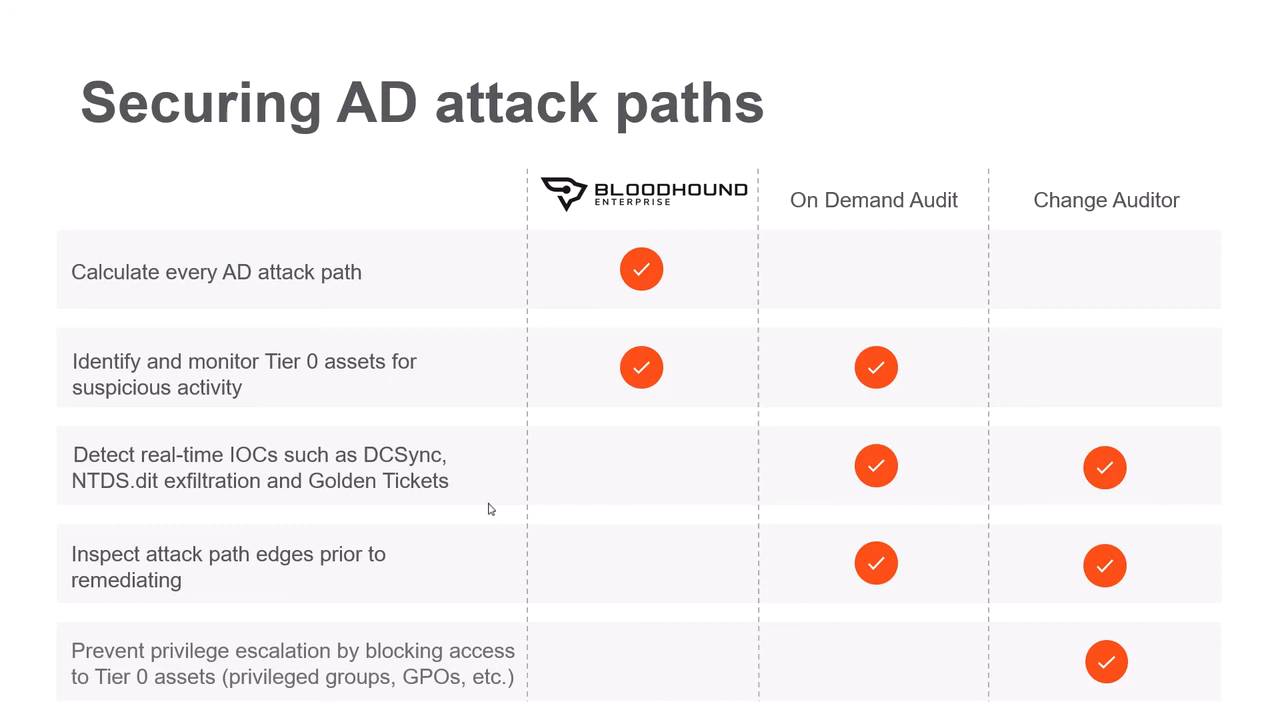 Securing AD attack paths
BLOODHOUND
ENTERPRISE
On Demand Audit
Change Auditor
Calculate every AD attack path
Identify and monitor Tier 0 assets for
suspicious activity
Detect real-time IOCs such as DCSync,
NTDS.dit exfiltration and Golden Tickets
Inspect attack path edges prior to
remediating
Prevent privilege escalation by blocking access
to Tier 0 assets (privileged groups, GPOs, etc.)